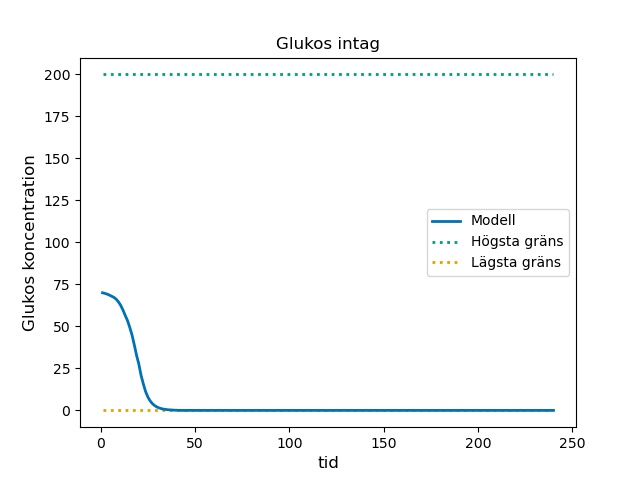 Glukos intag
Glukos koncentration
200
175
150
125
100
75
50
25
0
Modell
Högsta gräns
Lägsta gräns
0
50
100
150
200
250
tid